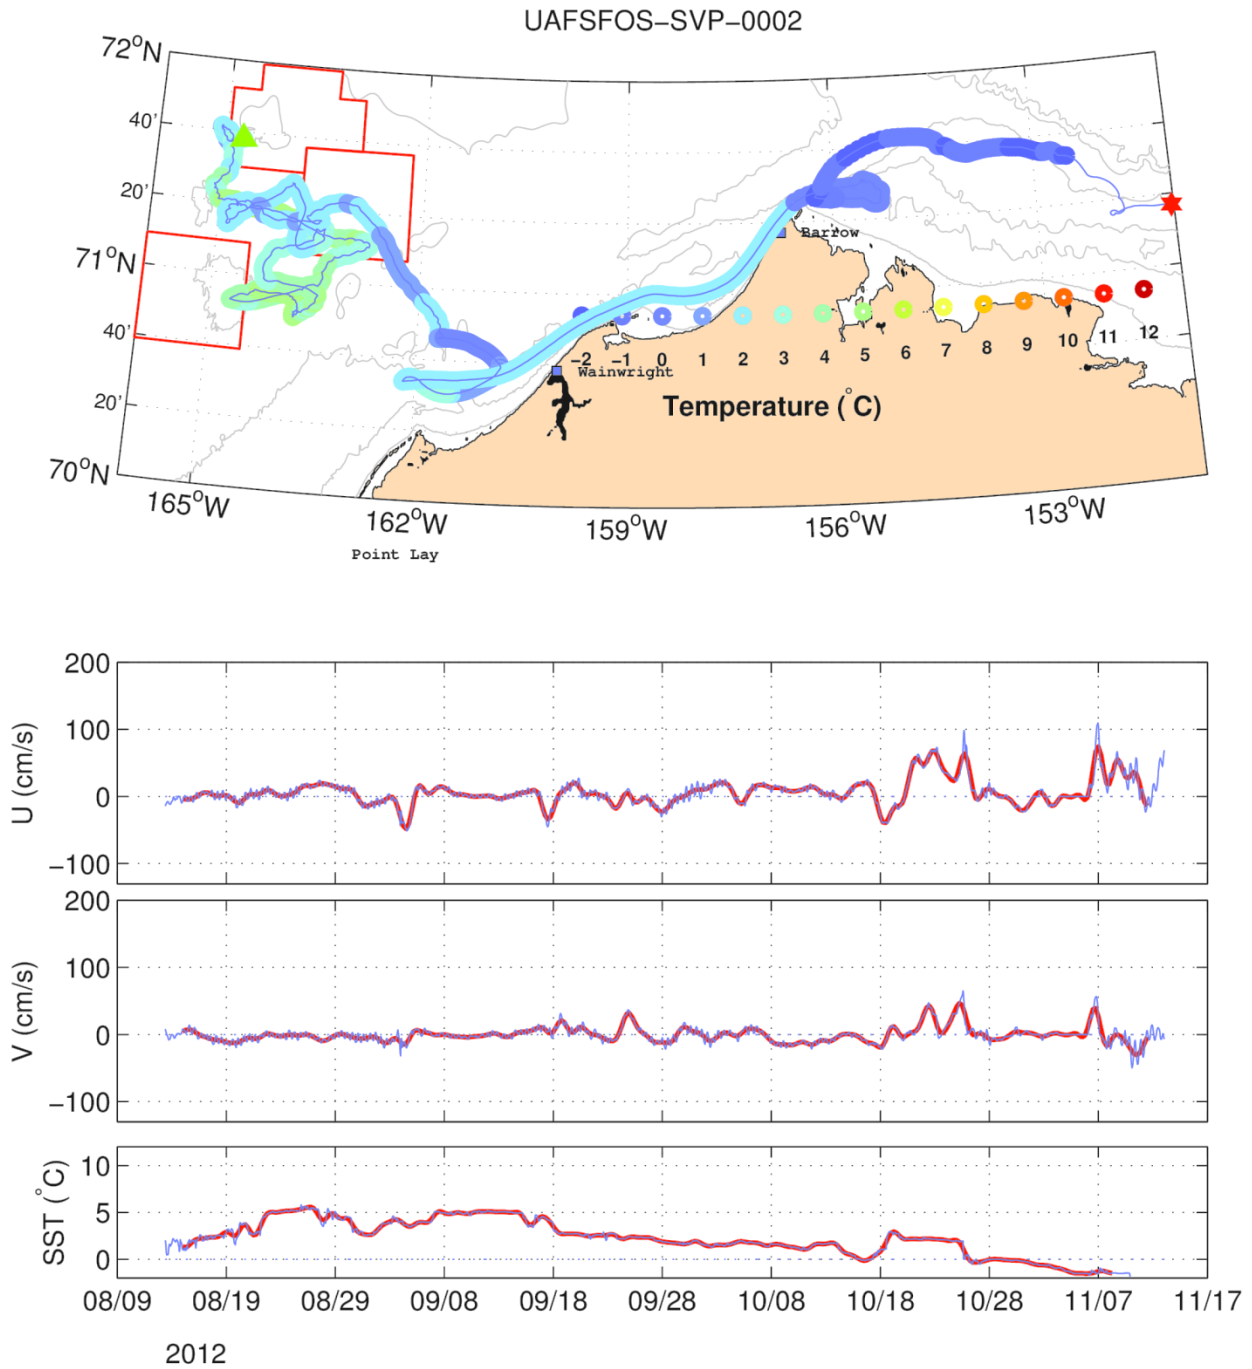 UAFSFOS−SVP−0002
72°N
40'
20'
71°N
40'
20'
70°N
165°W
162°W
159°W
156°W
153°W
Barrow
Wainwright
Point Lay
−2 −1 0 1 2 3 4 5 6 7 8 9 10 11 12
Temperature (°C)
U (cm/s)
200
100
0
−100
V (cm/s)
200
100
0
−100
SST (°C)
10
5
0
08/09 08/19 08/29 09/08 09/18 09/28 10/08 10/18 10/28 11/07 11/17
2012